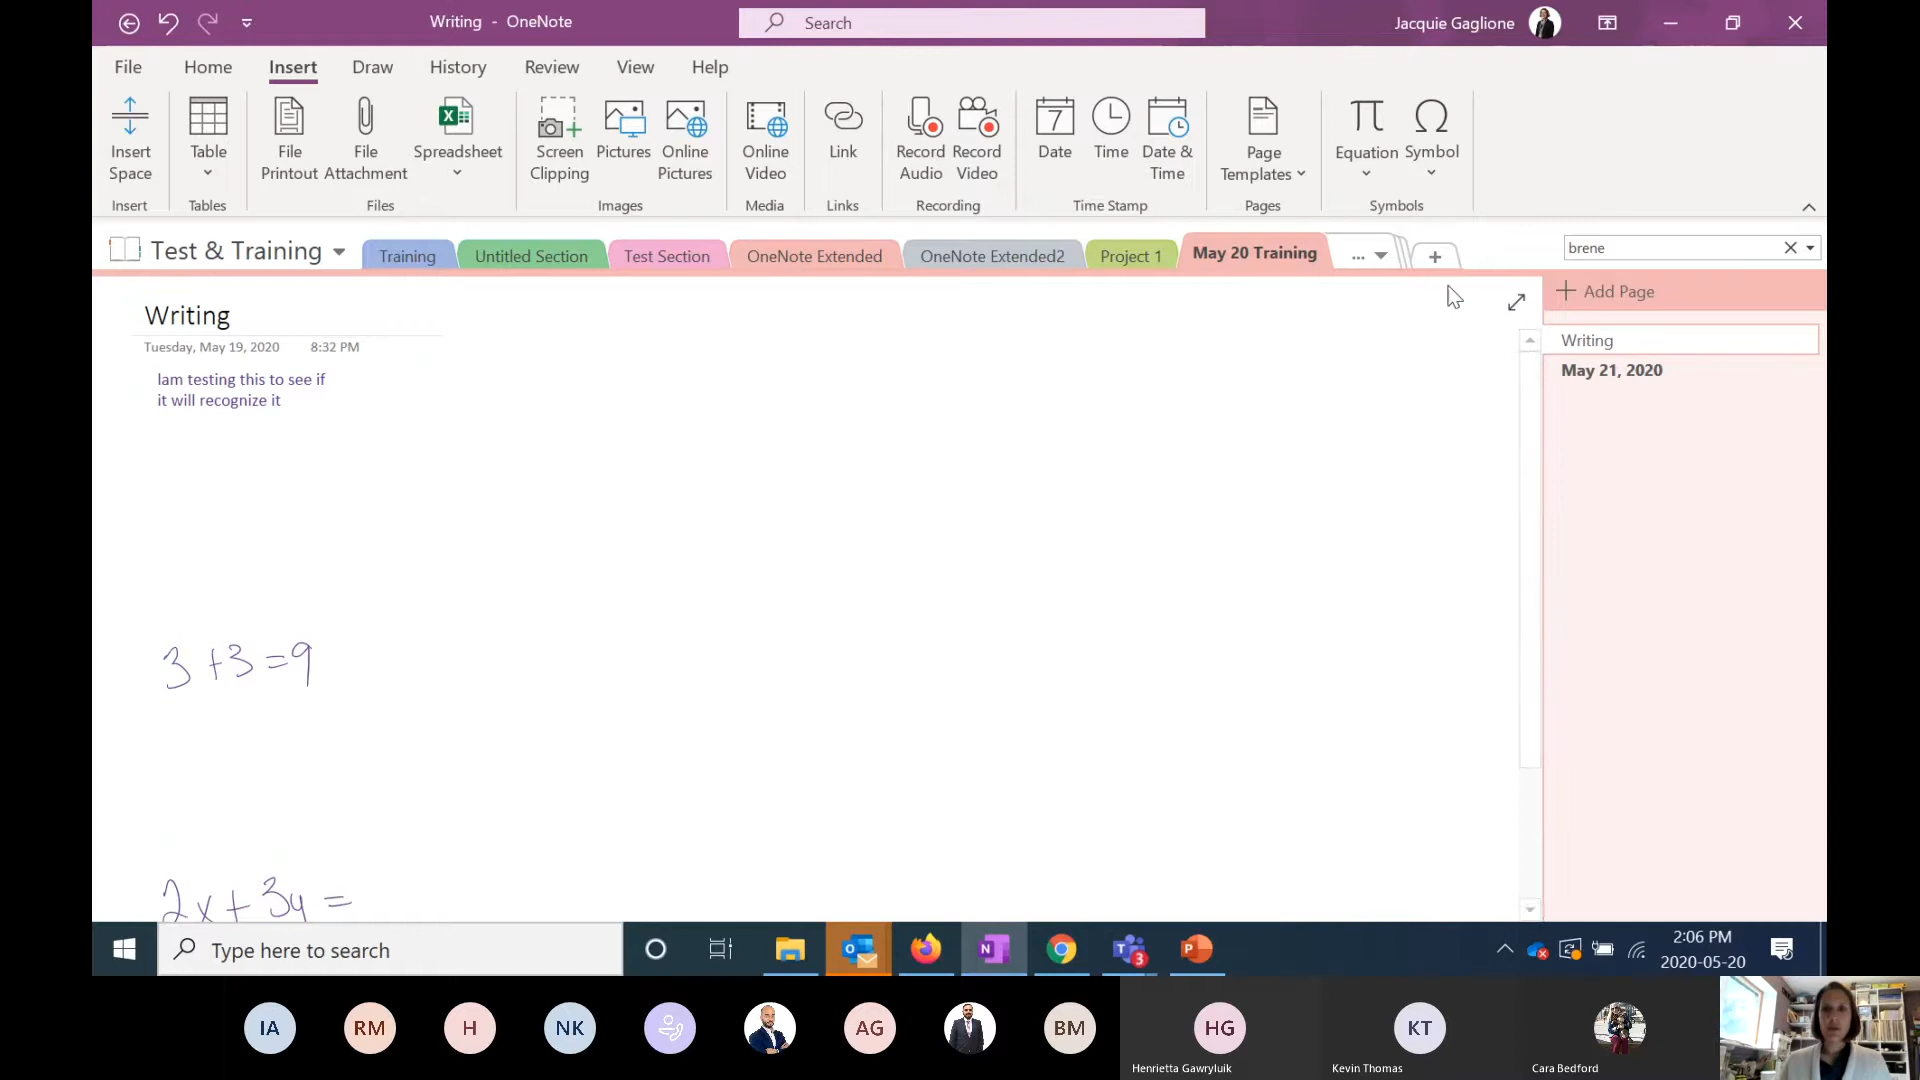 Writing - OneNote
Search
Jacquie Gaglione
File Home Insert Draw History Review View Help
Insert Space
Table
File Printout
File Attachment
Spreadsheet
Screen Clipping
Pictures
Online Pictures
Online Video
Link
Record Audio
Record Video
7
Date
Time
Date & Time
Page Templates
π
Equation
Ω
Symbol
Insert Tables Files Images Media Links Recording Time Stamp Pages Symbols
Test & Training
Training
Untitled Section
Test Section
OneNote Extended
OneNote Extended2
Project 1
May 20 Training
...
brene
Add Page
Writing
May 21, 2020
Writing
Tuesday, May 19, 2020 8:32 PM
Iam testing this to see if
it will recognize it
3 +3 =9
2x + 3y =
Type here to search
3
2:06 PM
2020-05-20
IA RM H NK AG BM HG KT
Henrietta Gawryluik
Kevin Thomas
Cara Bedford